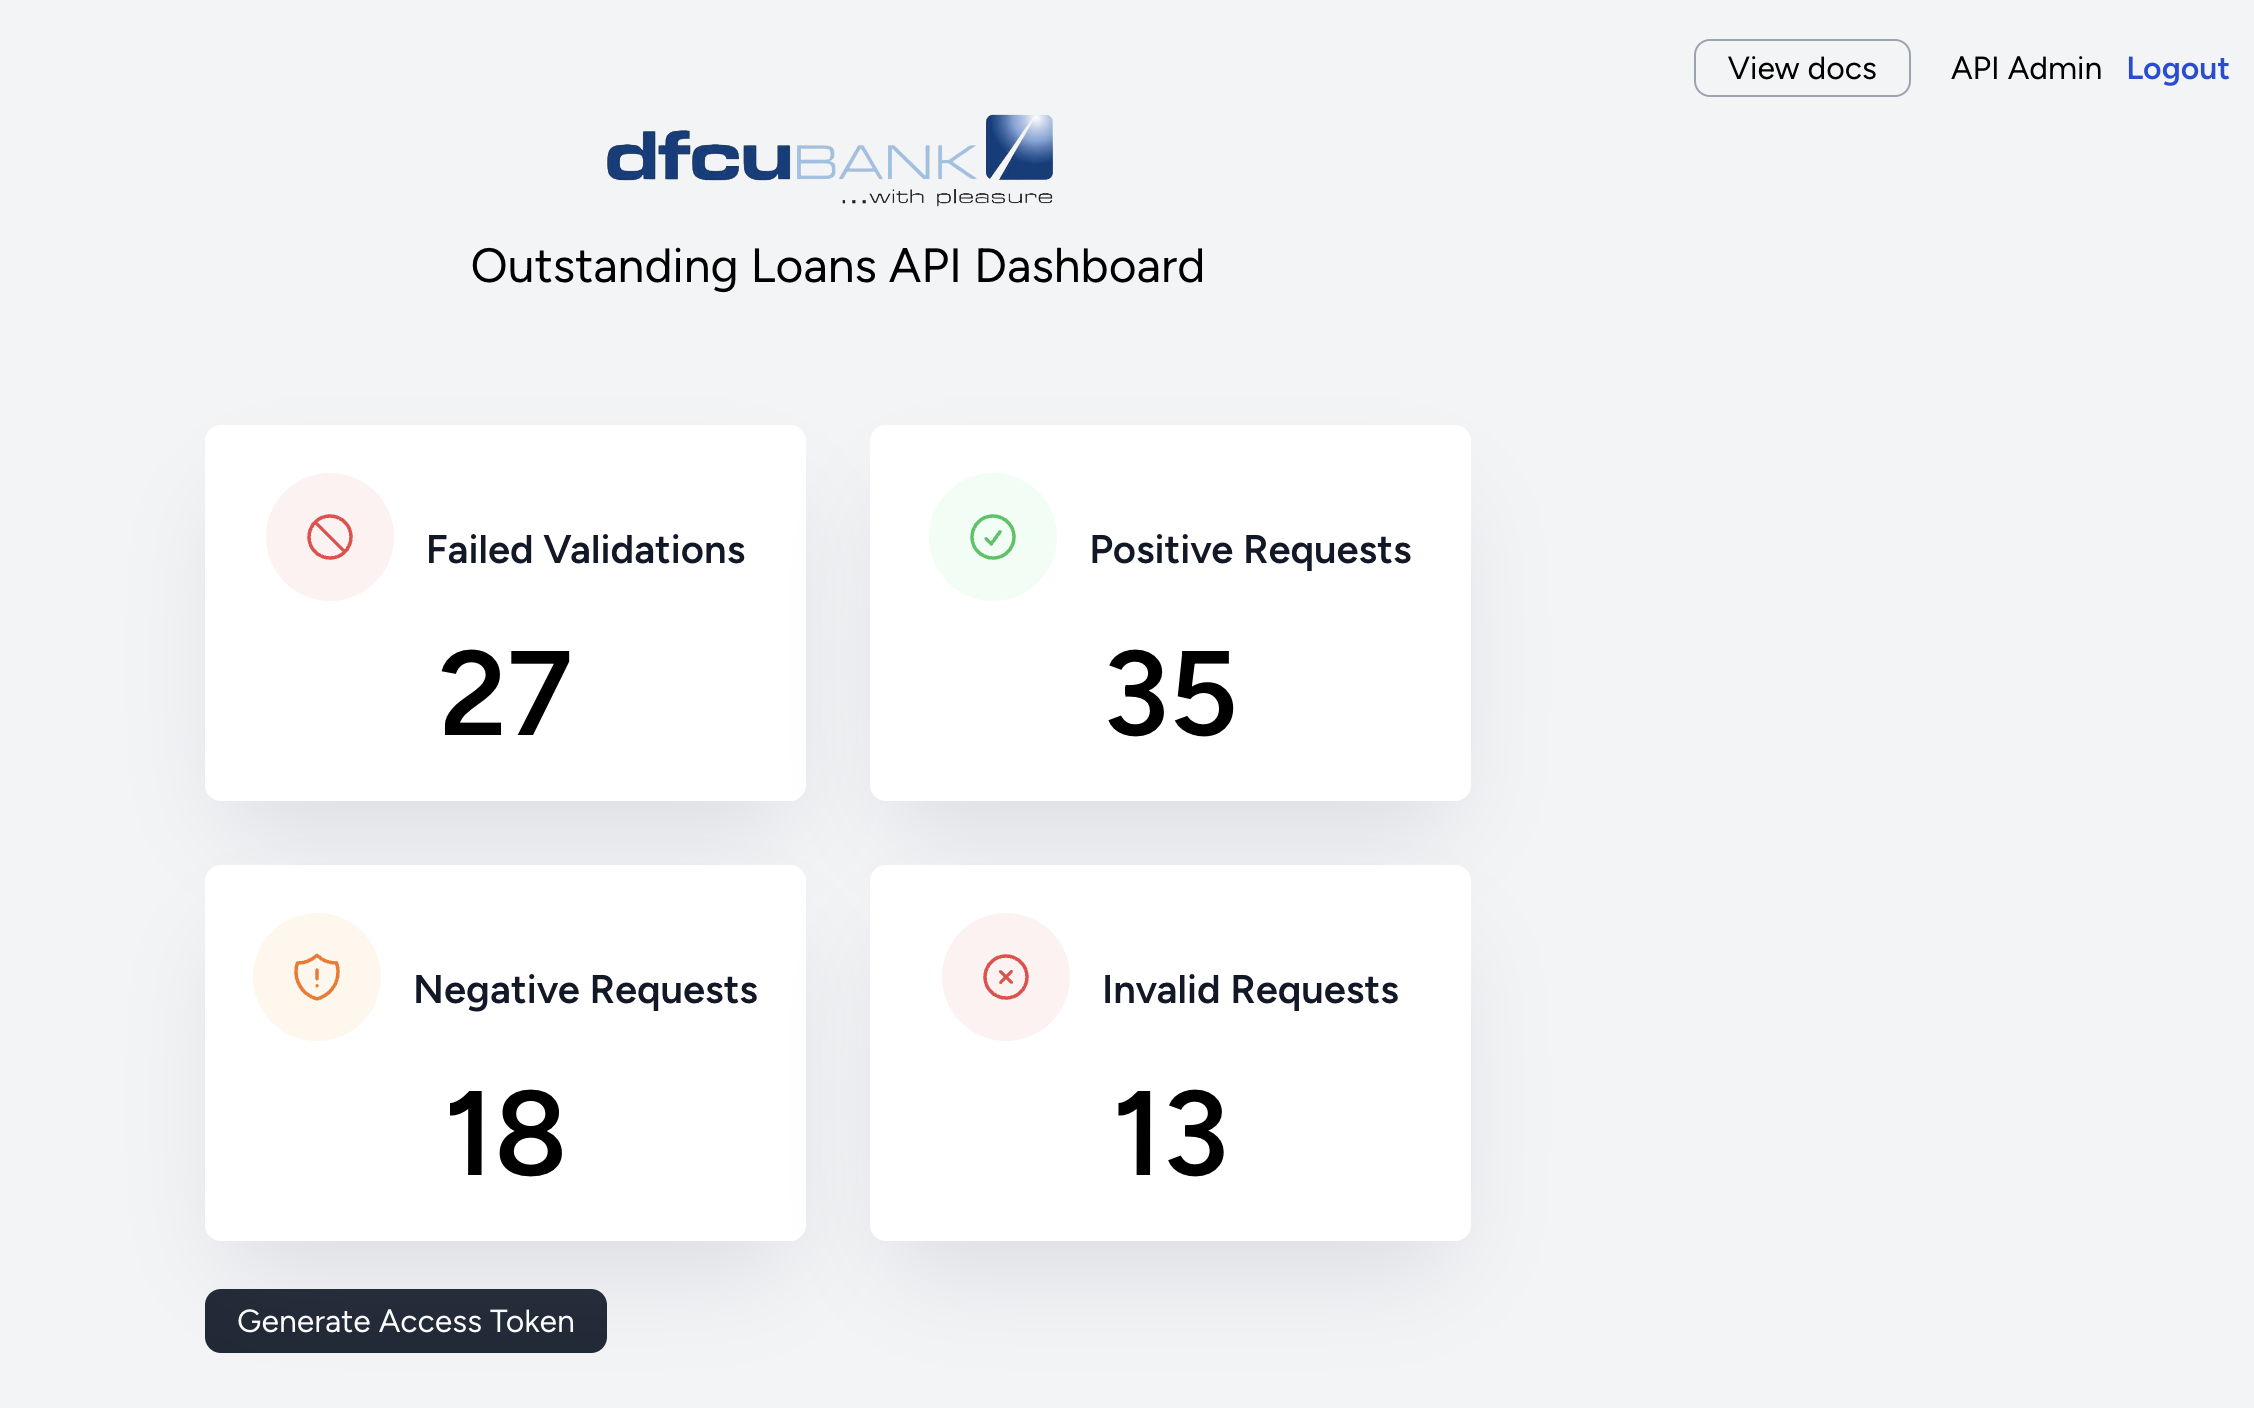 View docs API Admin Logout
dfcuBANK
...with pleasure
Outstanding Loans API Dashboard
Failed Validations
27
Positive Requests
35
Negative Requests
18
Invalid Requests
13
Generate Access Token